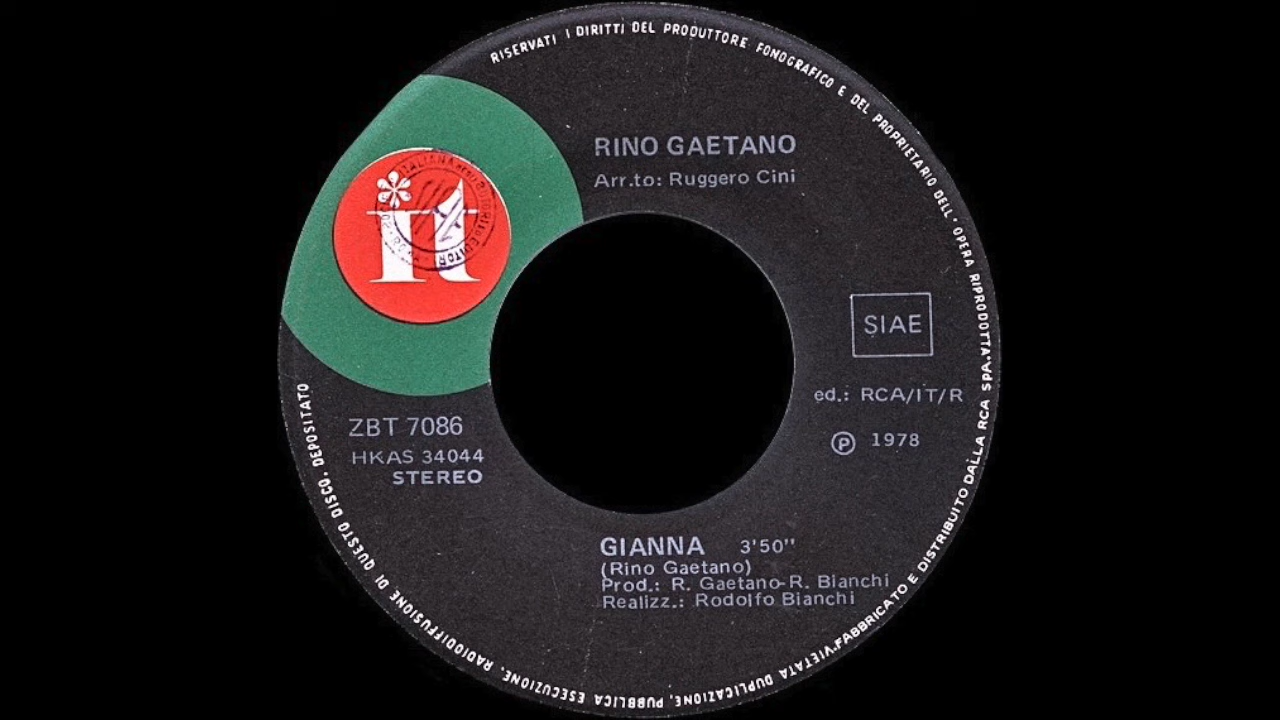 RISERVATI I DIRITTI DEL PRODUTTORE FONOGRAFICO E DEL PROPRIETARIO DELL' OPERA RIPRODOTTA.VIETATA DUPLICAZIONE, PUBBLICA ESECUZIONE, RADIODIFFUSIONE DI QUESTO DISCO. DEPOSITATO
FABBRICATO E DISTRIBUITO DALLA RCA SPA.
it
RINO GAETANO
Arr.to: Ruggero Cini
SIAE
ed.: RCA/IT/R
Ⓟ 1978
ZBT 7086
HKAS 34044
STEREO
GIANNA 3'50''
(Rino Gaetano)
Prod.: R. Gaetano-R. Bianchi
Realizz.: Rodolfo Bianchi